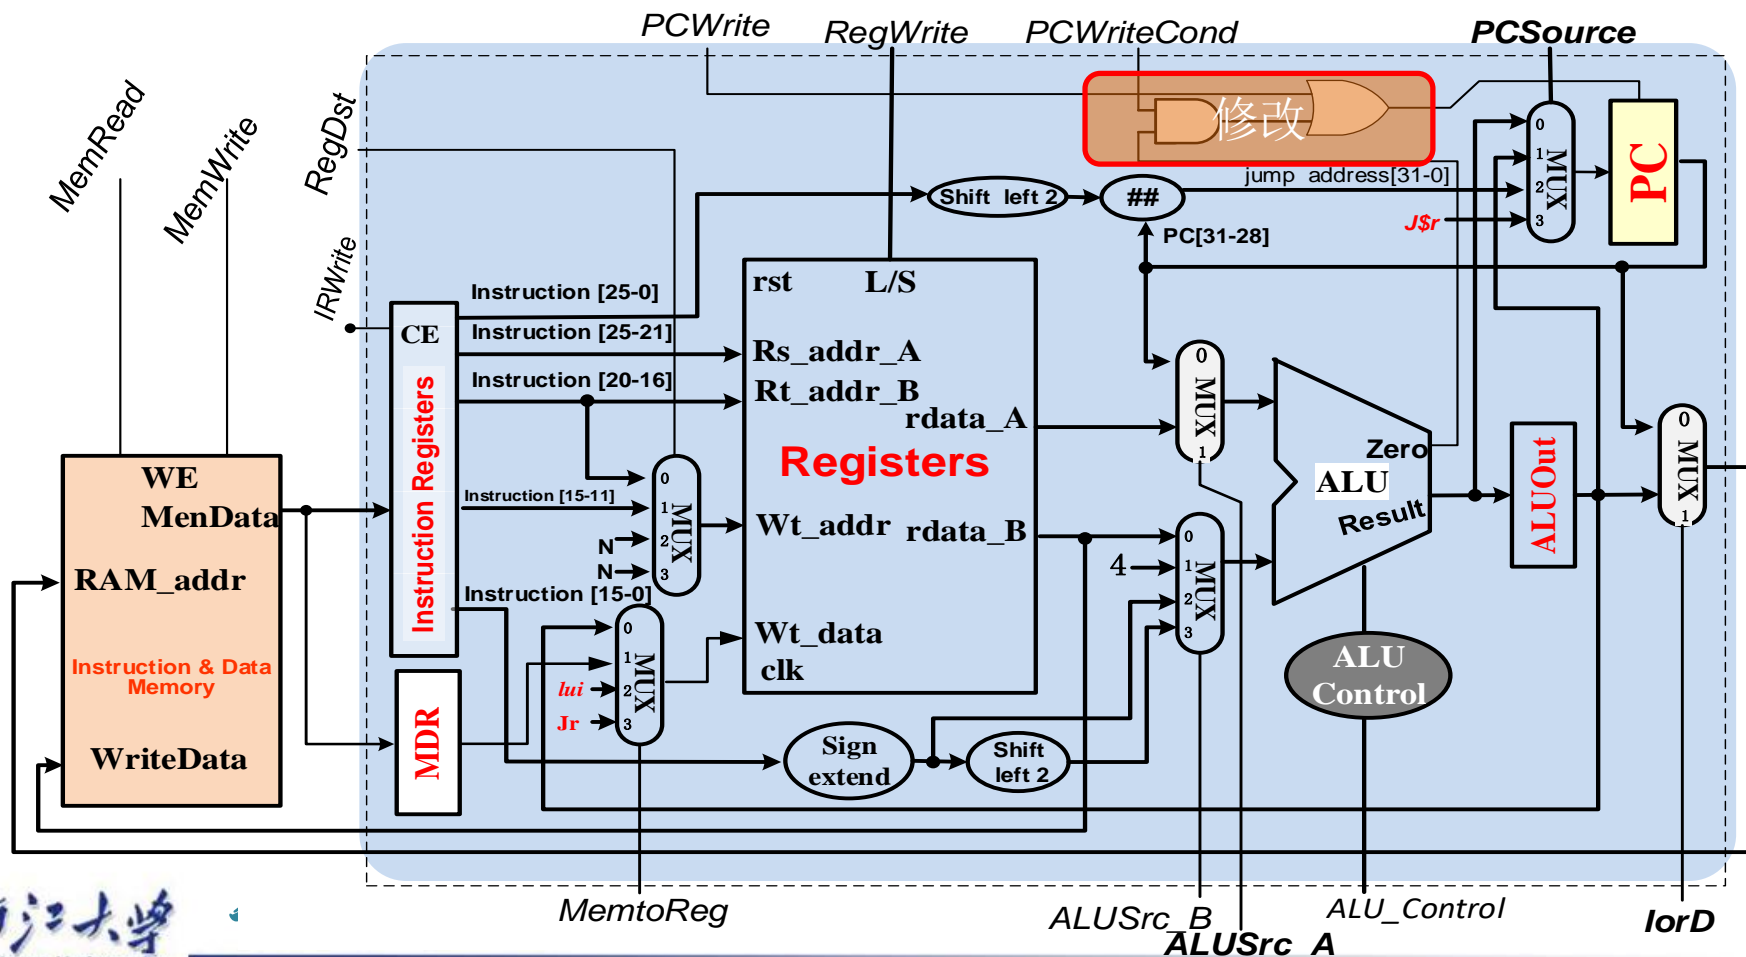 PCWrite
RegWrite
PCWriteCond
PCSource
MemRead
MemWrite
RegDst
IRWrite
修改
0
1
2
3
MUX
PC
jump address[31-0]
J$r
Shift left 2
##
PC[31-28]
Instruction [25-0]
Instruction [25-21]
Instruction [20-16]
Instruction [15-11]
Instruction [15-0]
CE
Instruction Registers
rst
L/S
Rs_addr_A
Rt_addr_B
rdata_A
Registers
Wt_addr
rdata_B
Wt_data
clk
0
1
2
3
MUX
N
N
0
1
2
3
MUX
lui
Jr
0
MUX
1
0
1
2
3
MUX
4
Zero
ALU
Result
ALUOut
0
MUX
1
WE
MenData
RAM_addr
Instruction & Data
Memory
WriteData
MDR
Sign
extend
Shift
left 2
ALU
Control
MemtoReg
ALUSrc_B
ALUSrc_A
ALU_Control
IorD
江大学